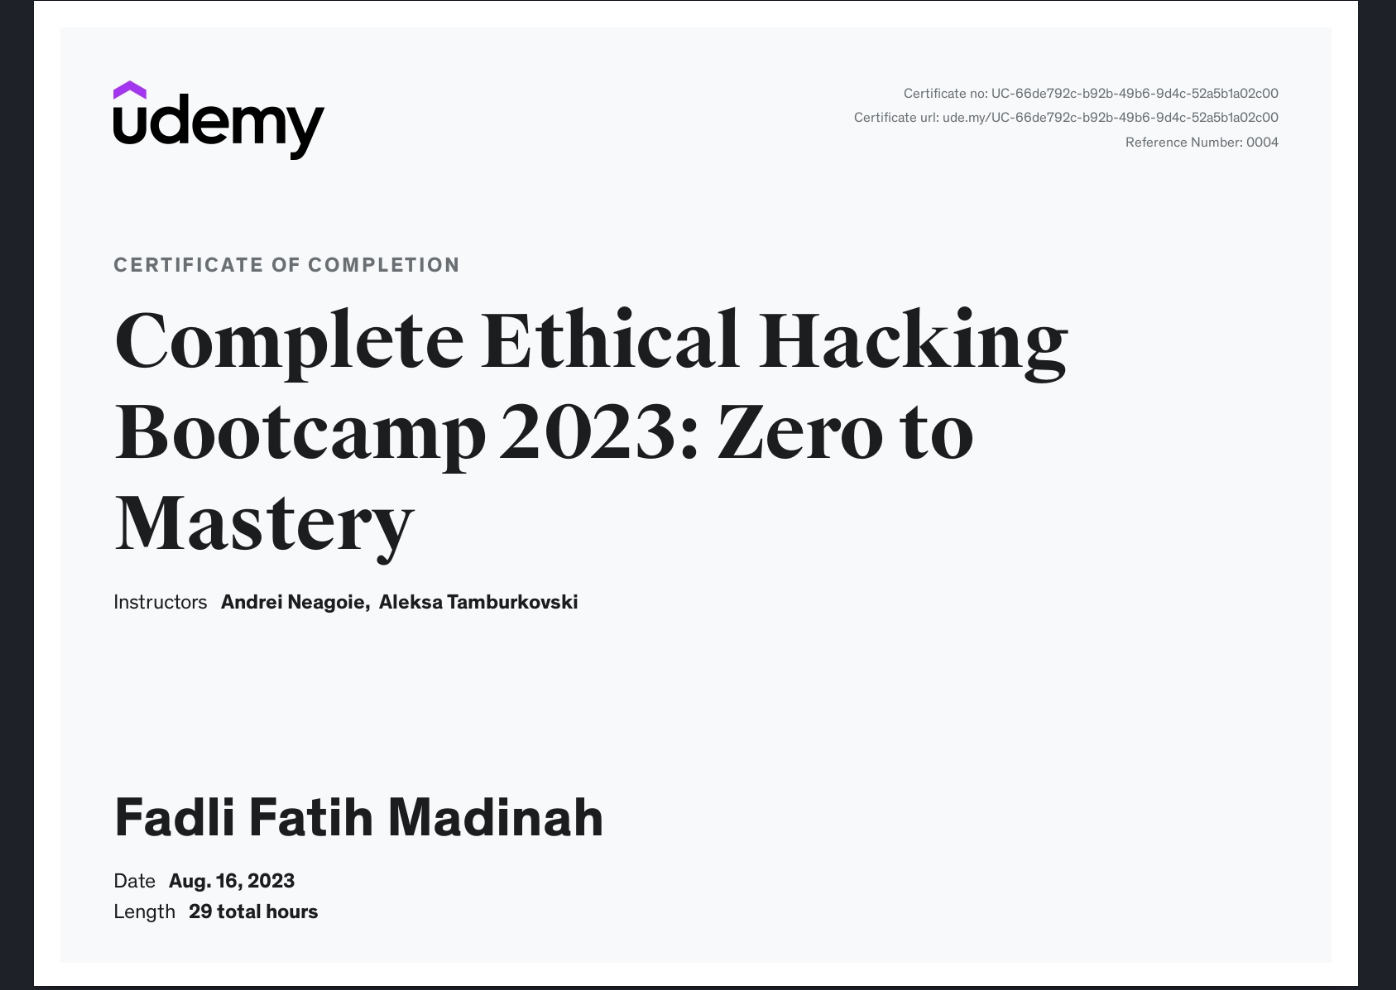 udemy
Certificate no: UC-66de792c-b92b-49b6-9d4c-52a5b1a02c00
Certificate url: ude.my/UC-66de792c-b92b-49b6-9d4c-52a5b1a02c00
Reference Number: 0004
CERTIFICATE OF COMPLETION
Complete Ethical Hacking
Bootcamp 2023: Zero to
Mastery
Instructors Andrei Neagoie, Aleksa Tamburkovski
Fadli Fatih Madinah
Date Aug. 16, 2023
Length 29 total hours